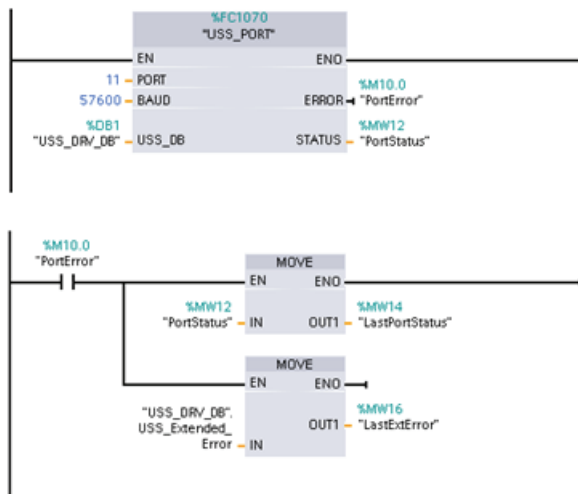 %FC1070
"USS_PORT"
EN ENO
11 PORT
%M10.0
57600 BAUD ERROR "PortError"
%DB1 %MW12
"USS_DRV_DB" USS_DB STATUS "PortStatus"
%M10.0
"PortError"
MOVE
EN ENO
%MW12 %MW14
"PortStatus" IN OUT1 "LastPortStatus"
MOVE
EN ENO
"USS_DRV_DB".
%MW16
USS_Extended_
OUT1 "LastExtError"
Error IN